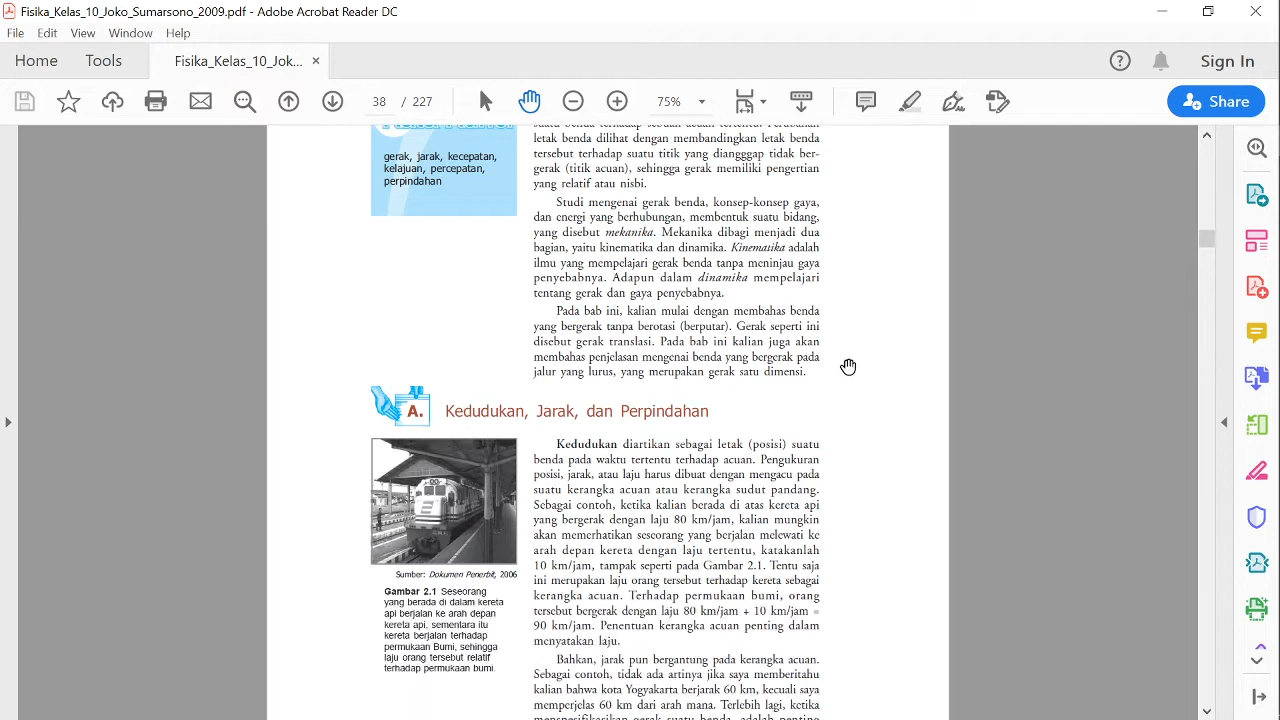 Fisika_Kelas_10_Joko_Sumarsono_2009.pdf - Adobe Acrobat Reader DC
File Edit View Window Help
Home Tools Fisika_Kelas_10_Jok... × Sign In
38 / 227 75% Share
suatu benda terhadap sebuah acuan tertentu. Perubahan
letak benda dilihat dengan membandingkan letak benda
tersebut terhadap suatu titik yang diangggap tidak ber-
gerak (titik acuan), sehingga gerak memiliki pengertian
yang relatif atau nisbi.
gerak, jarak, kecepatan,
kelajuan, percepatan,
perpindahan
Studi mengenai gerak benda, konsep-konsep gaya,
dan energi yang berhubungan, membentuk suatu bidang,
yang disebut mekanika. Mekanika dibagi menjadi dua
bagian, yaitu kinematika dan dinamika. Kinematika adalah
ilmu yang mempelajari gerak benda tanpa meninjau gaya
penyebabnya. Adapun dalam dinamika mempelajari
tentang gerak dan gaya penyebabnya.
Pada bab ini, kalian mulai dengan membahas benda
yang bergerak tanpa berotasi (berputar). Gerak seperti ini
disebut gerak translasi. Pada bab ini kalian juga akan
membahas penjelasan mengenai benda yang bergerak pada
jalur yang lurus, yang merupakan gerak satu dimensi.
A. Kedudukan, Jarak, dan Perpindahan
Kedudukan diartikan sebagai letak (posisi) suatu
benda pada waktu tertentu terhadap acuan. Pengukuran
posisi, jarak, atau laju harus dibuat dengan mengacu pada
suatu kerangka acuan atau kerangka sudut pandang.
Sebagai contoh, ketika kalian berada di atas kereta api
yang bergerak dengan laju 80 km/jam, kalian mungkin
akan memerhatikan seseorang yang berjalan melewati ke
arah depan kereta dengan laju tertentu, katakanlah
10 km/jam, tampak seperti pada Gambar 2.1. Tentu saja
ini merupakan laju orang tersebut terhadap kereta sebagai
kerangka acuan. Terhadap permukaan bumi, orang
tersebut bergerak dengan laju 80 km/jam + 10 km/jam =
90 km/jam. Penentuan kerangka acuan penting dalam
menyatakan laju.
Sumber: Dokumen Penerbit, 2006
Gambar 2.1 Seseorang
yang berada di dalam kereta
api berjalan ke arah depan
kereta api, sementara itu
kereta berjalan terhadap
permukaan Bumi, sehingga
laju orang tersebut relatif
terhadap permukaan bumi.
Bahkan, jarak pun bergantung pada kerangka acuan.
Sebagai contoh, tidak ada artinya jika saya memberitahu
kalian bahwa kota Yogyakarta berjarak 60 km, kecuali saya
memperjelas 60 km dari arah mana. Terlebih lagi, ketika
menspesifikasikan gerak suatu benda, adalah penting